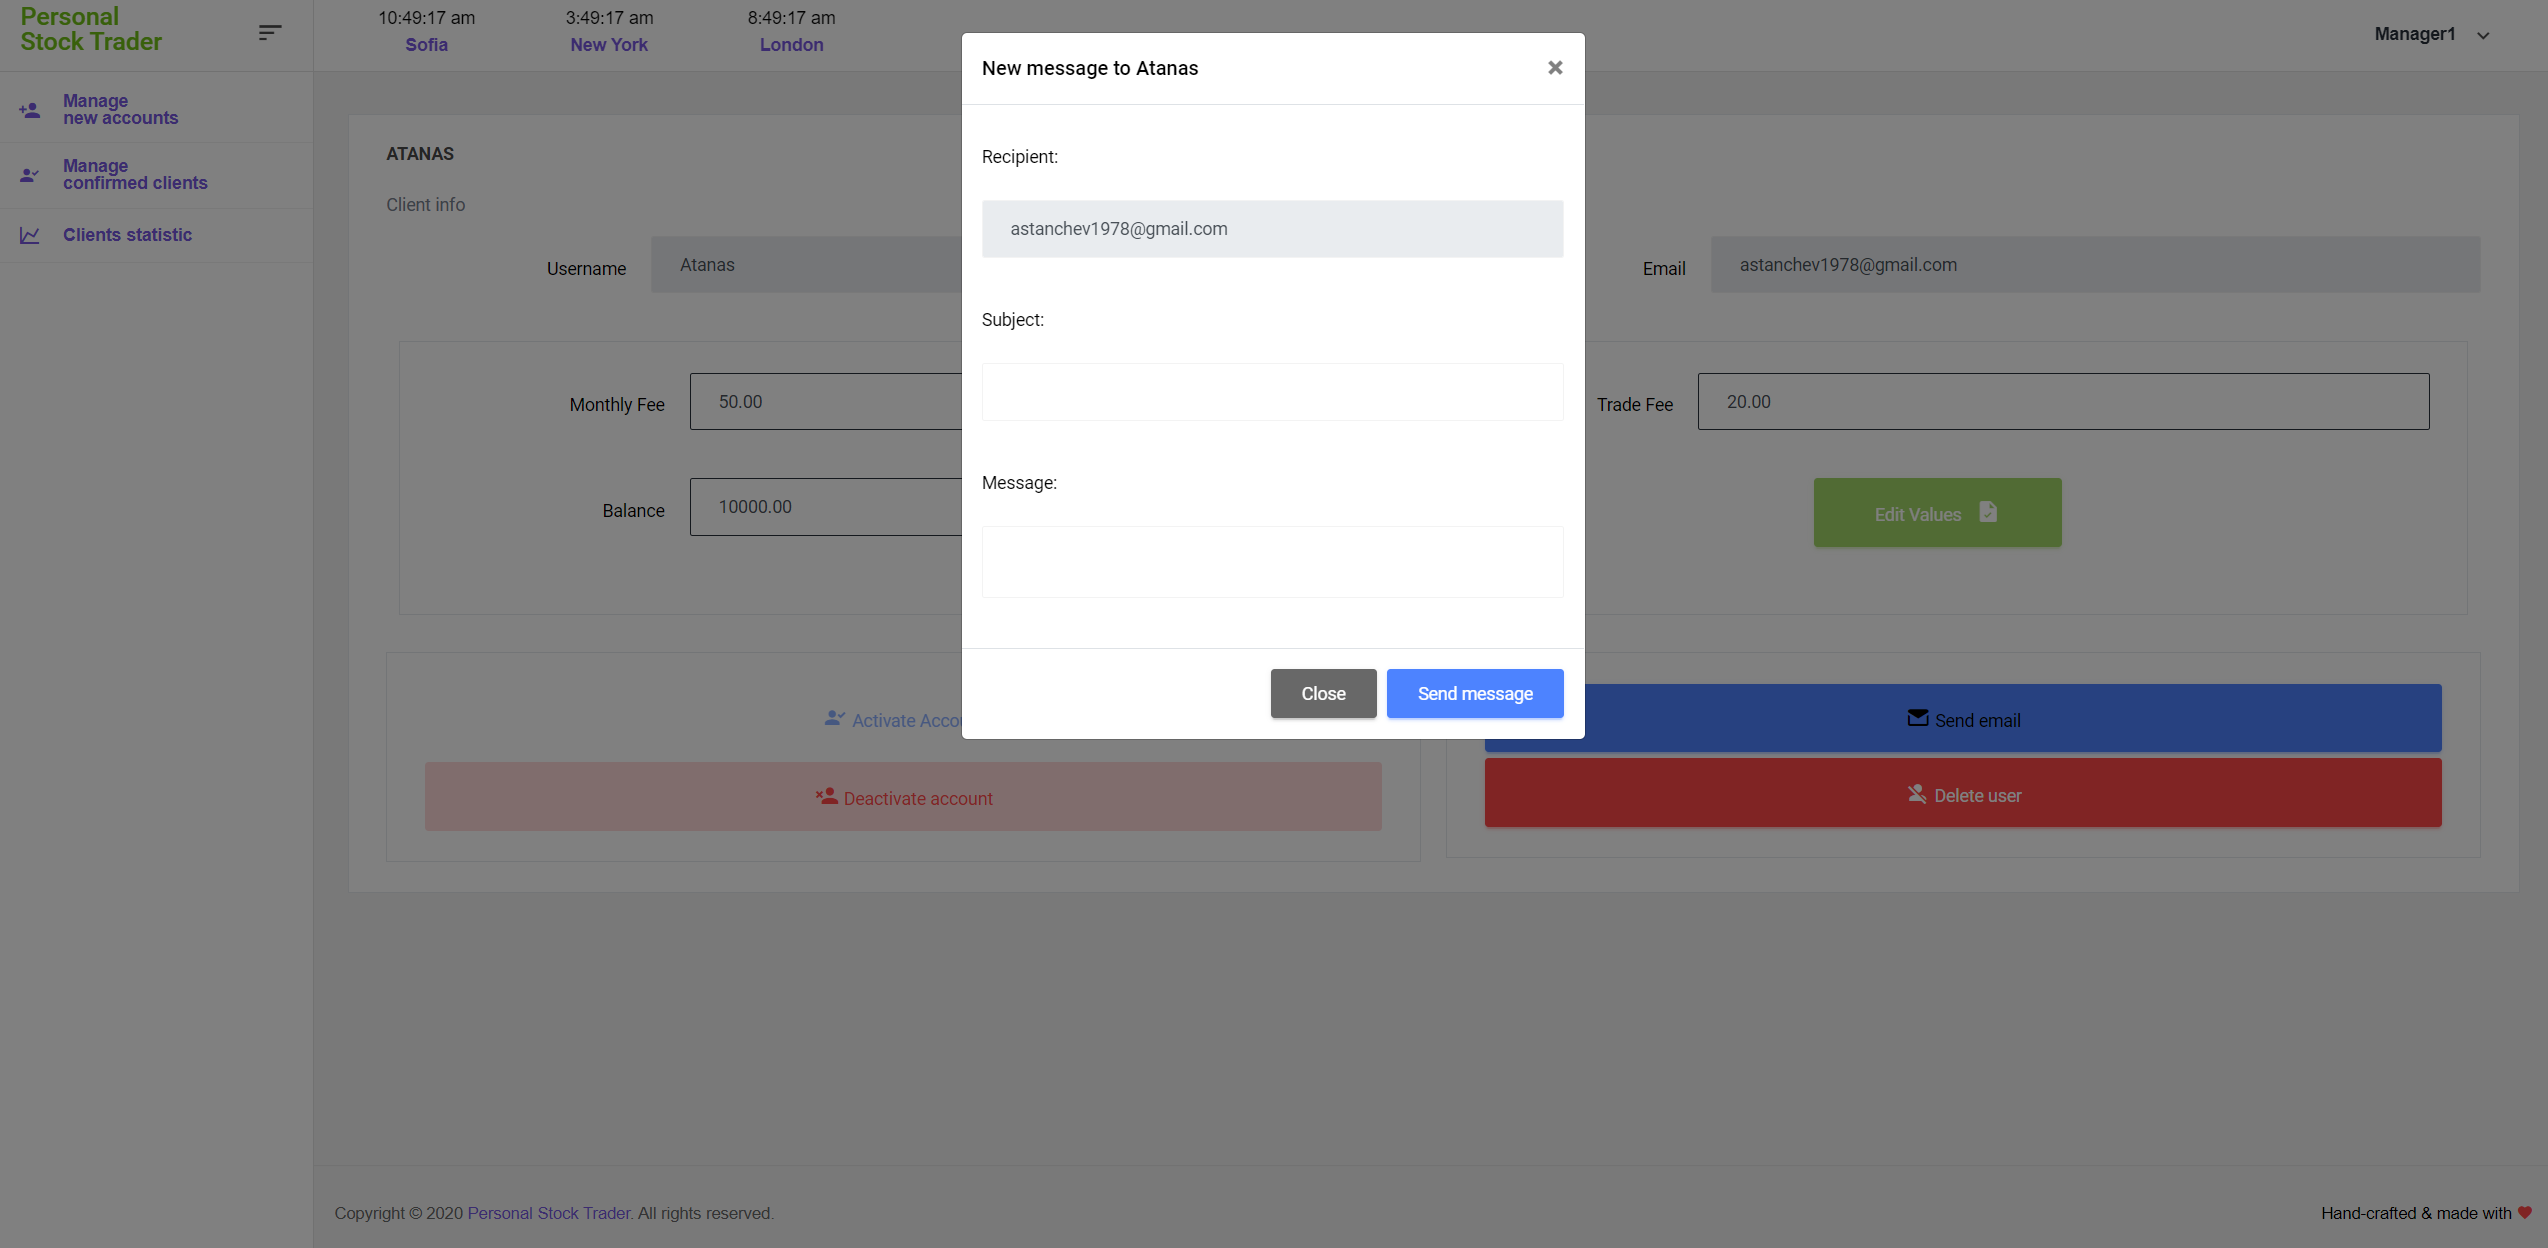 Personal
Stock Trader
10:49:17 am
Sofia
3:49:17 am
New York
8:49:17 am
London
Manager1
Manage
new accounts
Manage
confirmed clients
Clients statistic
New message to Atanas
×
Recipient:
astanchev1978@gmail.com
Subject:
Message:
Close
Send message
ATANAS
Client info
Username
Atanas
Email
astanchev1978@gmail.com
Monthly Fee
50.00
Trade Fee
20.00
Balance
10000.00
Edit Values
Activate
Send email
Deactivate account
Delete user
Copyright © 2020 Personal Stock Trader. All rights reserved.
Hand-crafted & made with